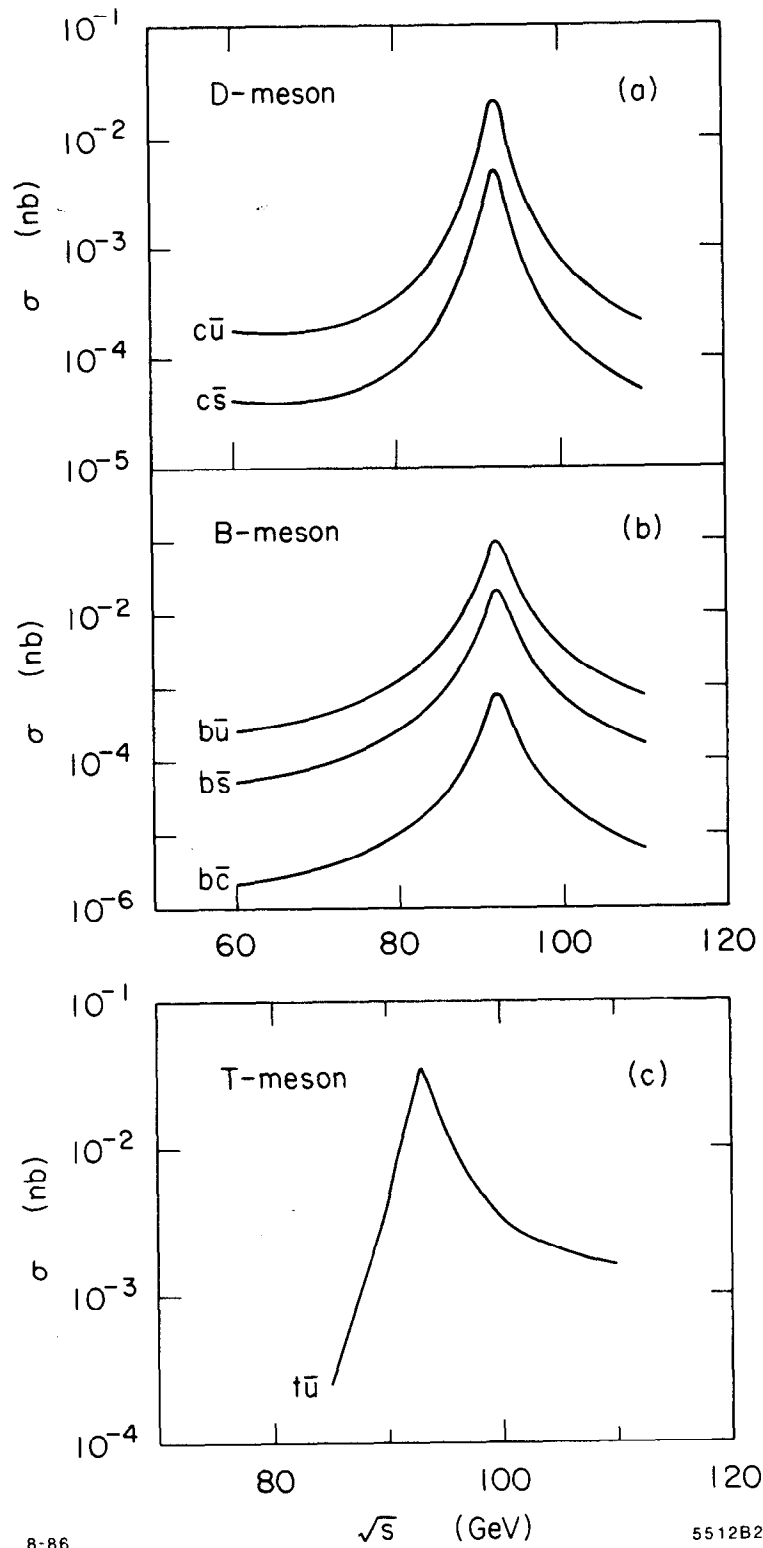 10⁻¹
D-meson
(a)
10⁻²
σ (nb)
10⁻³
cū
10⁻⁴
cs̄
10⁻⁵
B-meson
(b)
10⁻²
σ (nb)
bū
10⁻⁴
bs̄
bc̄
10⁻⁶
60 80 100 120
10⁻¹
T-meson
(c)
10⁻²
σ (nb)
10⁻³
tū
10⁻⁴
80 100 120
√s (GeV)
8-86
5512B2